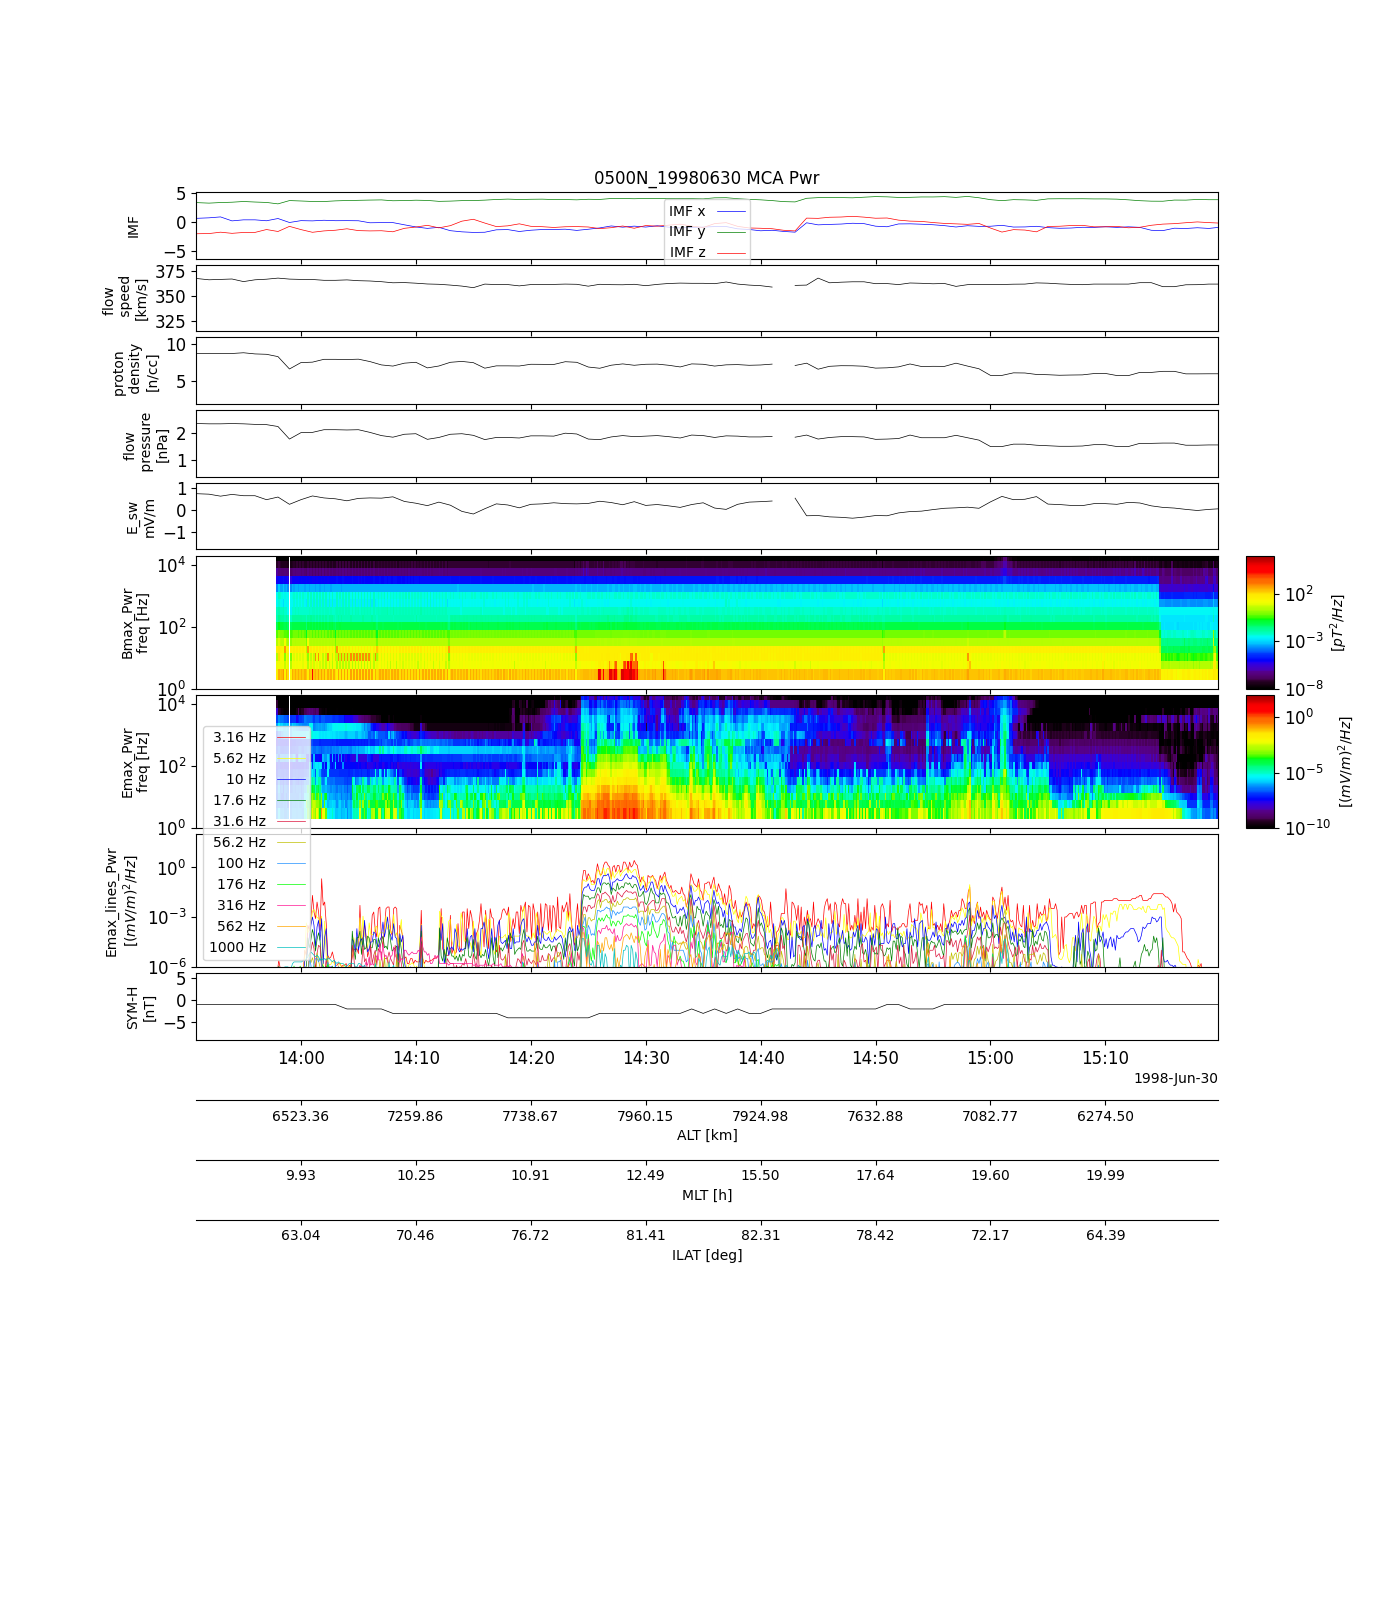 0500N_19980630 MCA Pwr
5
0
−5
IMF
IMF x
IMF y
IMF z
375
350
325
flow
speed
[km/s]
10
5
proton
density
[n/cc]
2
1
flow
pressure
[nPa]
1
0
−1
E_sw
mV/m
10^4
10^2
10^0
Bmax_Pwr
freq [Hz]
10^2
10^−3
10^−8
[pT^2/Hz]
10^4
10^2
10^0
Emax_Pwr
freq [Hz]
10^0
10^−5
10^−10
[(mV/m)^2/Hz]
3.16 Hz
5.62 Hz
10 Hz
17.6 Hz
31.6 Hz
56.2 Hz
100 Hz
176 Hz
316 Hz
562 Hz
1000 Hz
10^0
10^−3
10^−6
Emax_lines_Pwr
[(mV/m)^2/Hz]
5
0
−5
SYM-H
[nT]
14:00 14:10 14:20 14:30 14:40 14:50 15:00 15:10
1998-Jun-30
6523.36 7259.86 7738.67 7960.15 7924.98 7632.88 7082.77 6274.50
ALT [km]
9.93 10.25 10.91 12.49 15.50 17.64 19.60 19.99
MLT [h]
63.04 70.46 76.72 81.41 82.31 78.42 72.17 64.39
ILAT [deg]